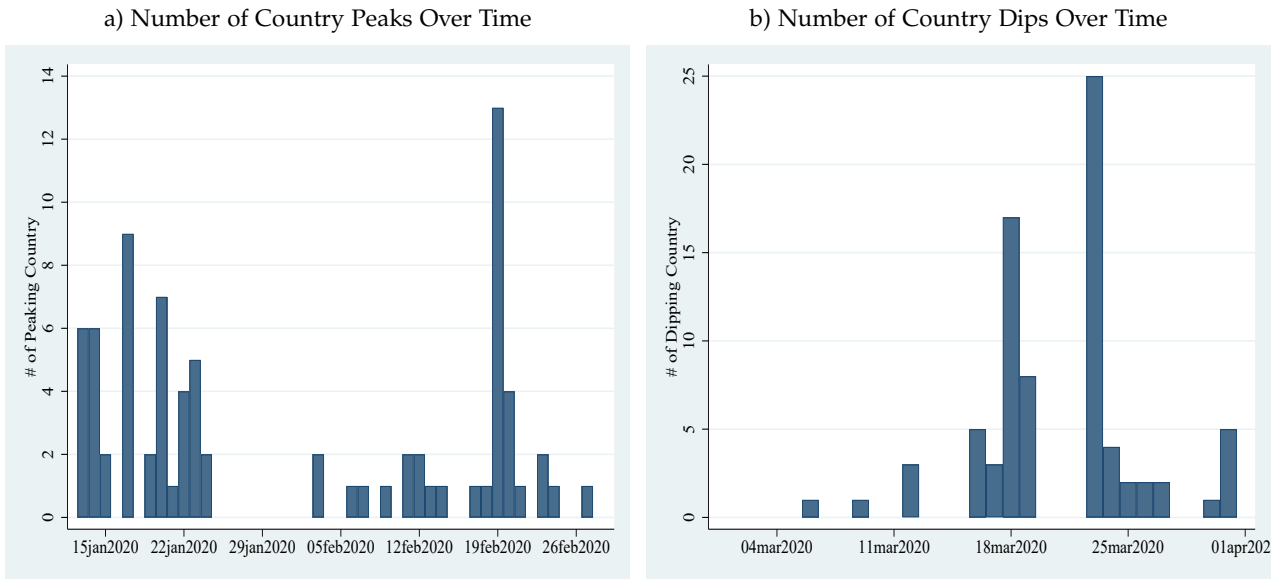 a) Number of Country Peaks Over Time
# of Peaking Country
14
12
10
8
6
4
2
0
15jan2020 22jan2020 29jan2020 05feb2020 12feb2020 19feb2020 26feb2020
b) Number of Country Dips Over Time
# of Dipping Country
25
20
15
10
5
0
04mar2020 11mar2020 18mar2020 25mar2020 01apr202